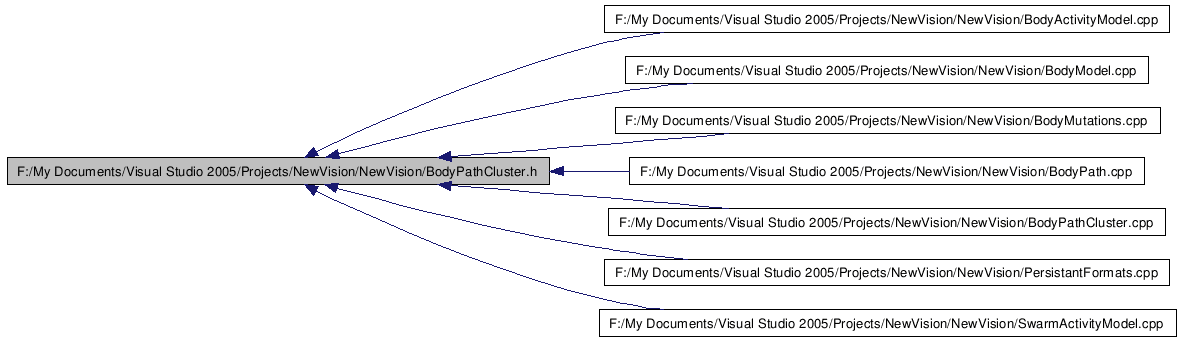 F:/My Documents/Visual Studio 2005/Projects/NewVision/NewVision/BodyActivityModel.cpp
F:/My Documents/Visual Studio 2005/Projects/NewVision/NewVision/BodyModel.cpp
F:/My Documents/Visual Studio 2005/Projects/NewVision/NewVision/BodyMutations.cpp
F:/My Documents/Visual Studio 2005/Projects/NewVision/NewVision/BodyPathCluster.h
F:/My Documents/Visual Studio 2005/Projects/NewVision/NewVision/BodyPath.cpp
F:/My Documents/Visual Studio 2005/Projects/NewVision/NewVision/BodyPathCluster.cpp
F:/My Documents/Visual Studio 2005/Projects/NewVision/NewVision/PersistantFormats.cpp
F:/My Documents/Visual Studio 2005/Projects/NewVision/NewVision/SwarmActivityModel.cpp